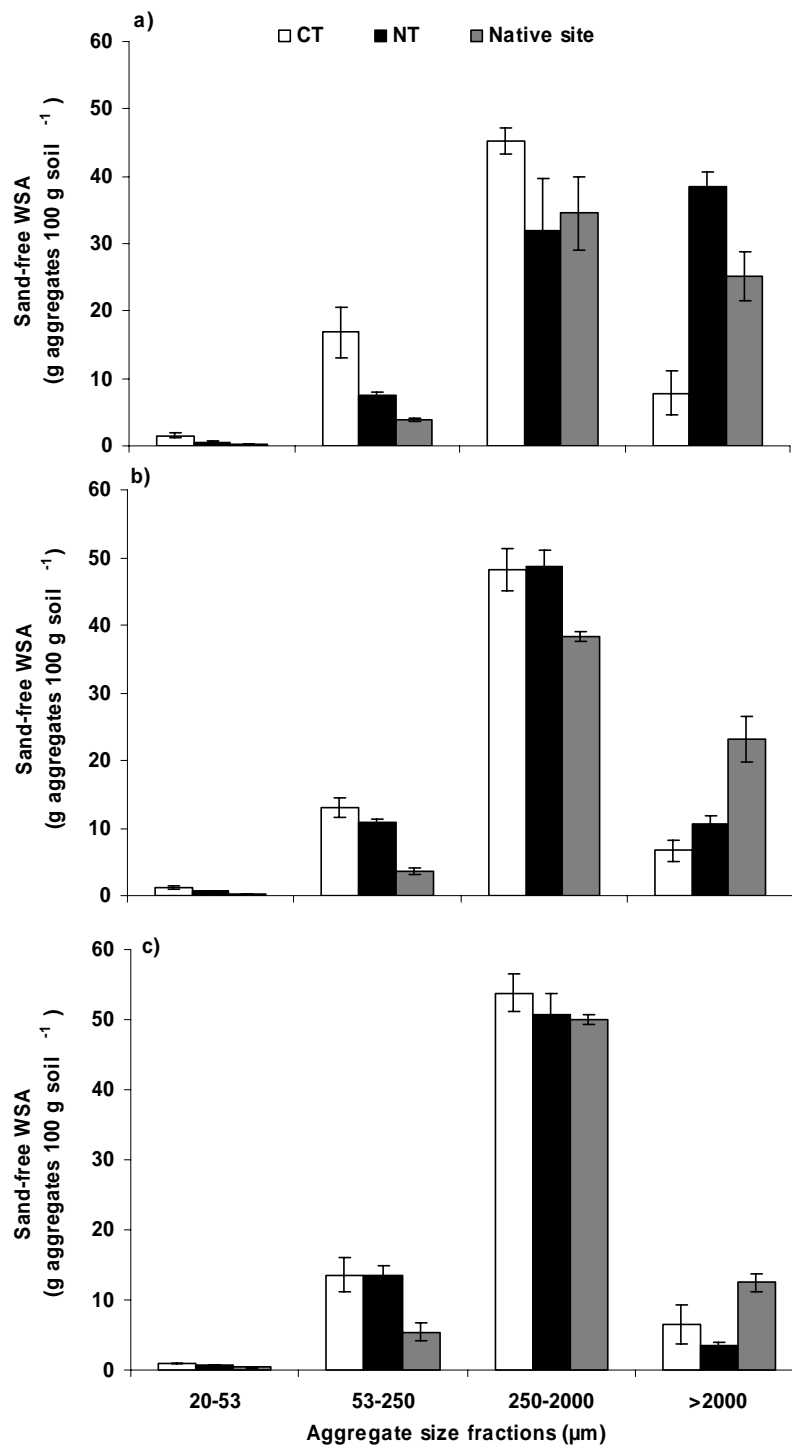 a)
CT NT Native site
60
50
40
30
20
10
0
Sand-free WSA
(g aggregates 100 g soil -1)
b)
60
50
40
30
20
10
0
Sand-free WSA
(g aggregates 100 g soil -1)
c)
60
50
40
30
20
10
0
Sand-free WSA
(g aggregates 100 g soil -1)
20-53 53-250 250-2000 >2000
Aggregate size fractions (µm)